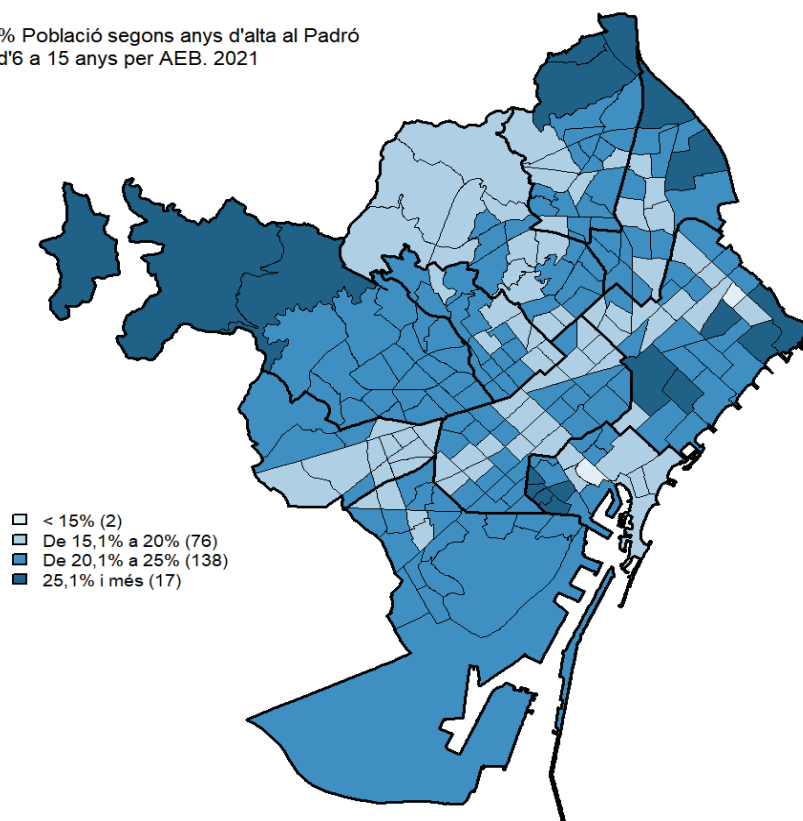 % Població segons anys d'alta al Padró
d'6 a 15 anys per AEB. 2021
< 15% (2)
De 15,1% a 20% (76)
De 20,1% a 25% (138)
25,1% i més (17)